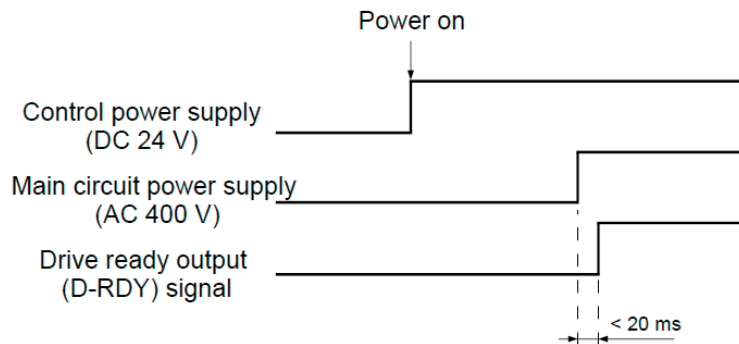 Power on
Control power supply
(DC 24 V)
Main circuit power supply
(AC 400 V)
Drive ready output
(D-RDY) signal
< 20 ms